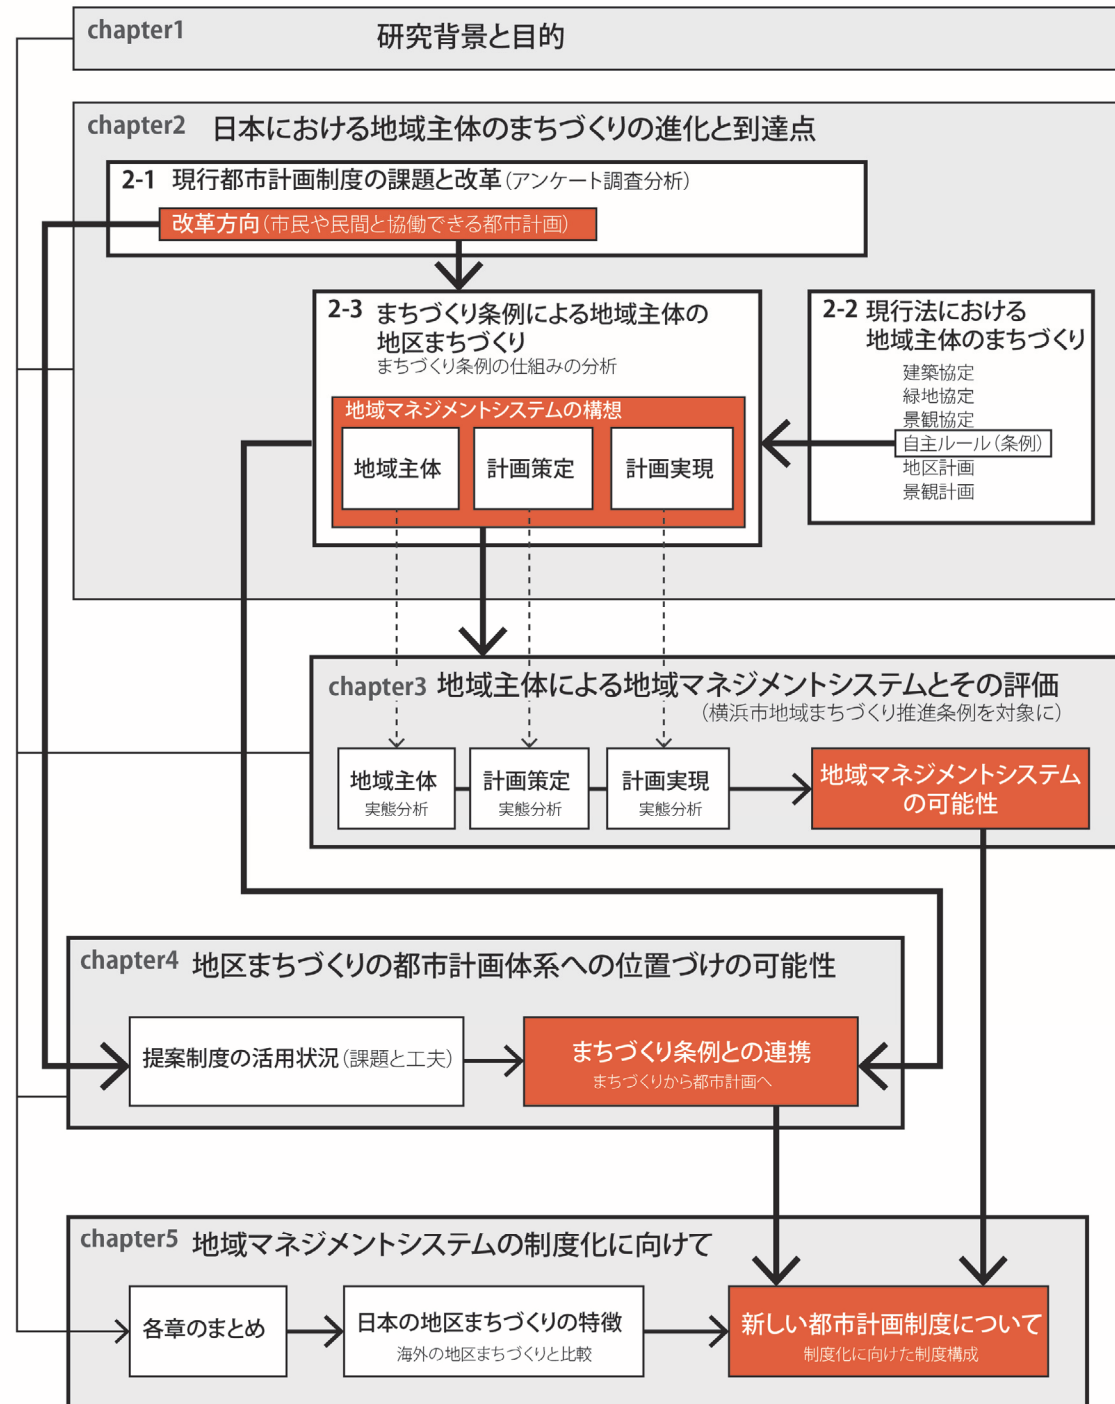 chapter1 研究背景と目的
chapter2 日本における地域主体のまちづくりの進化と到達点
2-1 現行都市計画制度の課題と改革(アンケート調査分析)
改革方向(市民や民間と協働できる都市計画)
2-3 まちづくり条例による地域主体の
地区まちづくり
まちづくり条例の仕組みの分析
地域マネジメントシステムの構想
地域主体
計画策定
計画実現
2-2 現行法における
地域主体のまちづくり
建築協定
緑地協定
景観協定
自主ルール(条例)
地区計画
景観計画
chapter3 地域主体による地域マネジメントシステムとその評価
(横浜市地域まちづくり推進条例を対象に)
地域主体
実態分析
計画策定
実態分析
計画実現
実態分析
地域マネジメントシステム
の可能性
chapter4 地区まちづくりの都市計画体系への位置づけの可能性
提案制度の活用状況(課題と工夫)
まちづくり条例との連携
まちづくりから都市計画へ
chapter5 地域マネジメントシステムの制度化に向けて
各章のまとめ
日本の地区まちづくりの特徴
海外の地区まちづくりと比較
新しい都市計画制度について
制度化に向けた制度構成